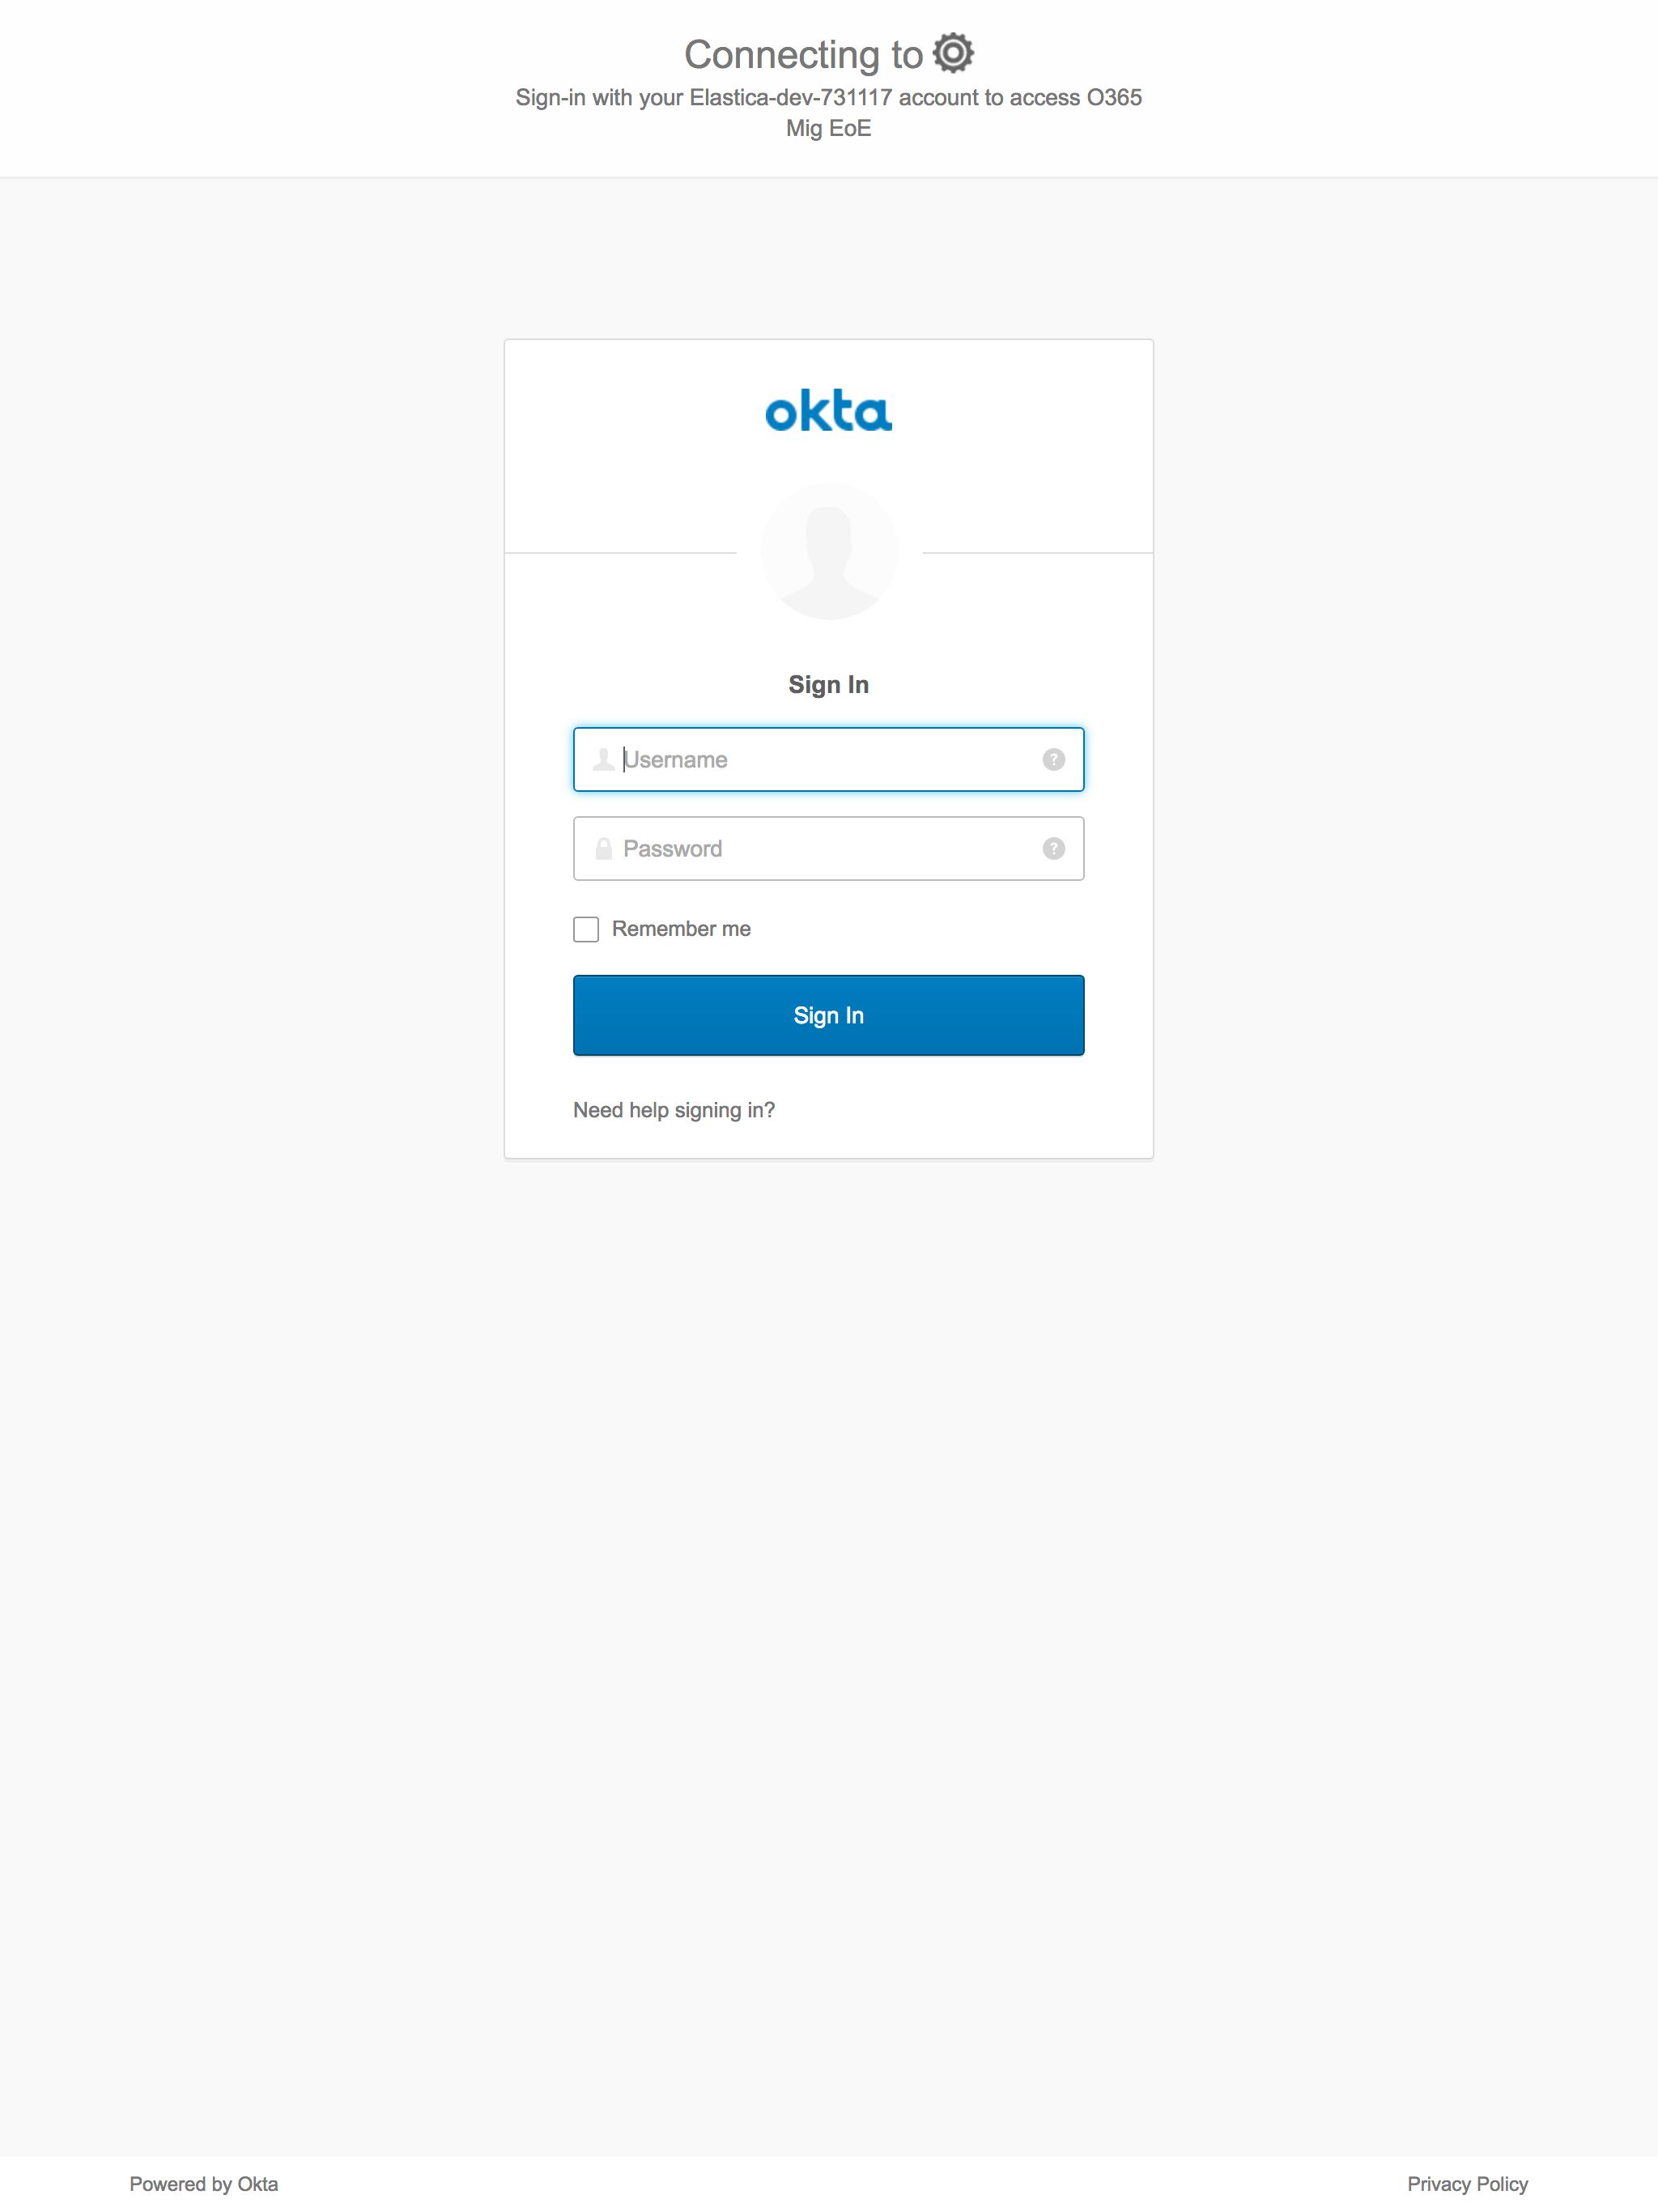 Connecting to
Sign-in with your Elastica-dev-731117 account to access O365
Mig EoE
okta
Sign In
Username
?
Password
?
Remember me
Sign In
Need help signing in?
Powered by Okta
Privacy Policy